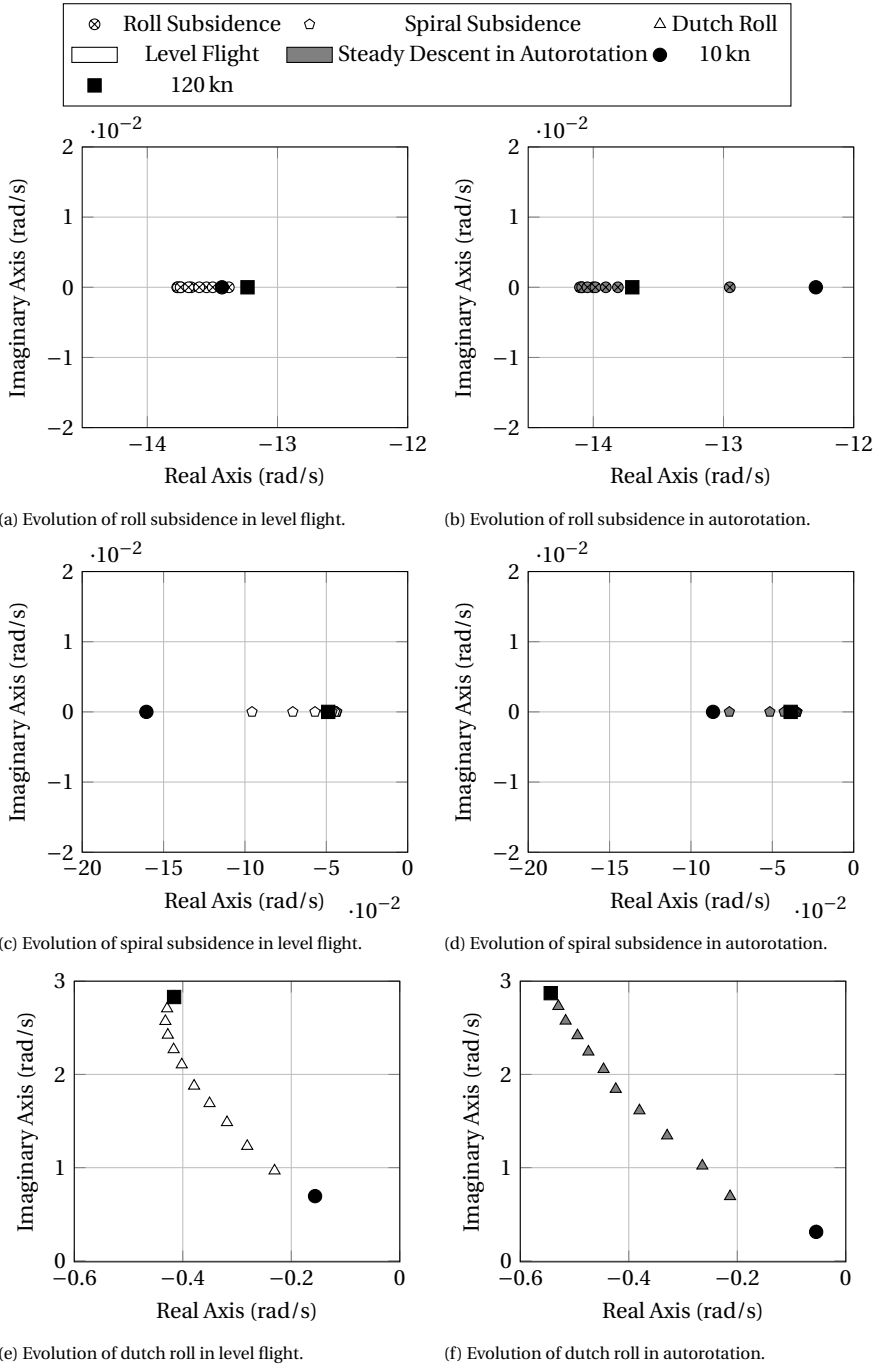 Roll Subsidence Spiral Subsidence Dutch Roll
Level Flight Steady Descent in Autorotation 10 kn
120 kn
·10−2
2
1
0
−1
−2
−14 −13 −12
Imaginary Axis (rad/s)
Real Axis (rad/s)
(a) Evolution of roll subsidence in level flight.
·10−2
2
1
0
−1
−2
−14 −13 −12
Imaginary Axis (rad/s)
Real Axis (rad/s)
(b) Evolution of roll subsidence in autorotation.
·10−2
2
1
0
−1
−2
−20 −15 −10 −5 0
Imaginary Axis (rad/s)
Real Axis (rad/s)
·10−2
(c) Evolution of spiral subsidence in level flight.
·10−2
2
1
0
−1
−2
−20 −15 −10 −5 0
Imaginary Axis (rad/s)
Real Axis (rad/s)
·10−2
(d) Evolution of spiral subsidence in autorotation.
3
2
1
0
−0.6 −0.4 −0.2 0
Imaginary Axis (rad/s)
Real Axis (rad/s)
(e) Evolution of dutch roll in level flight.
3
2
1
0
−0.6 −0.4 −0.2 0
Imaginary Axis (rad/s)
Real Axis (rad/s)
(f) Evolution of dutch roll in autorotation.